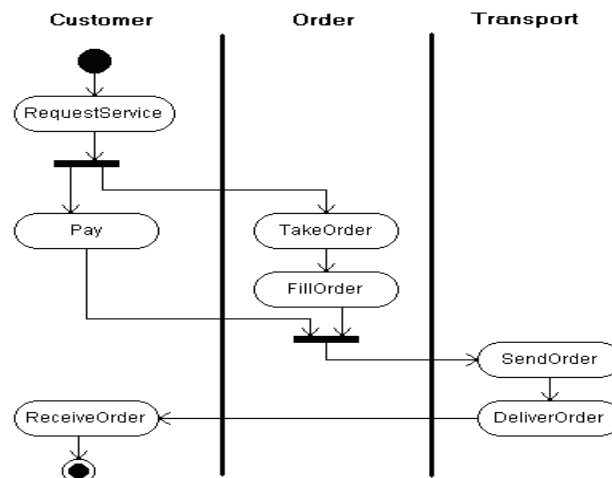 Customer
Order
Transport
RequestService
Pay
TakeOrder
FillOrder
SendOrder
ReceiveOrder
DeliverOrder